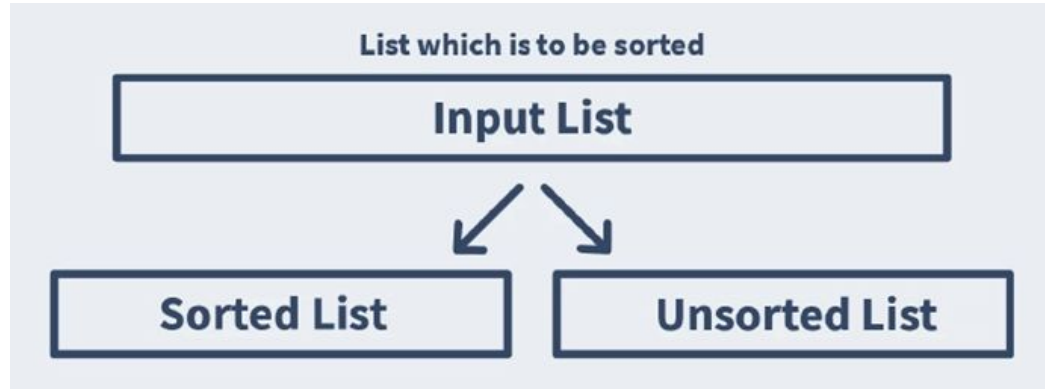 List which is to be sorted
Input List
Sorted List
Unsorted List